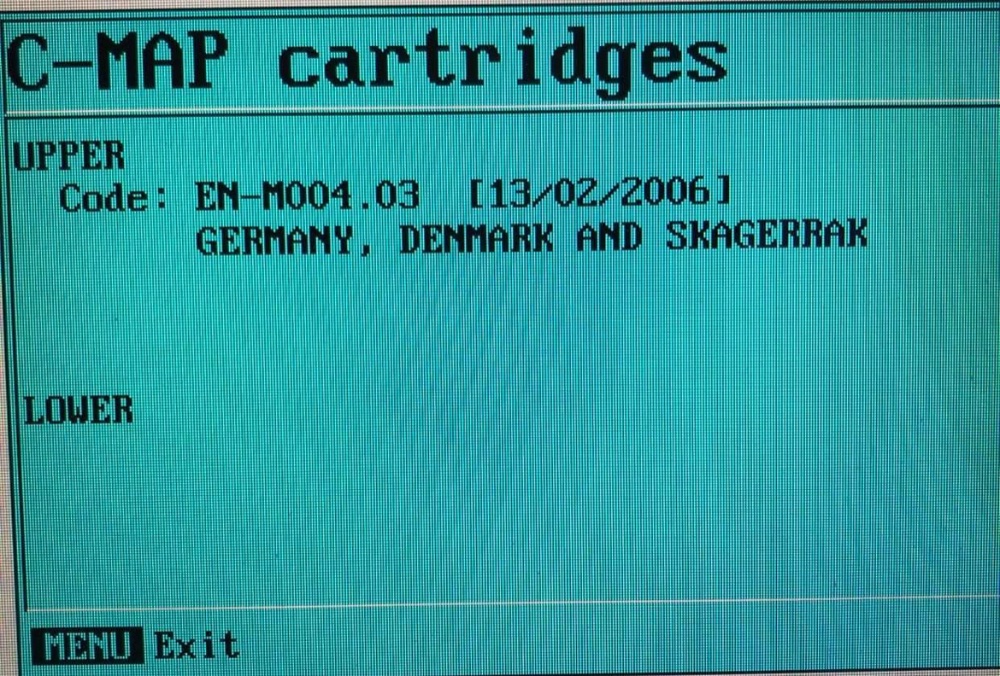 C-MAP cartridges
UPPER
Code: EN-M004.03 [13/02/2006]
GERMANY, DENMARK AND SKAGERRAK
LOWER
MENU Exit